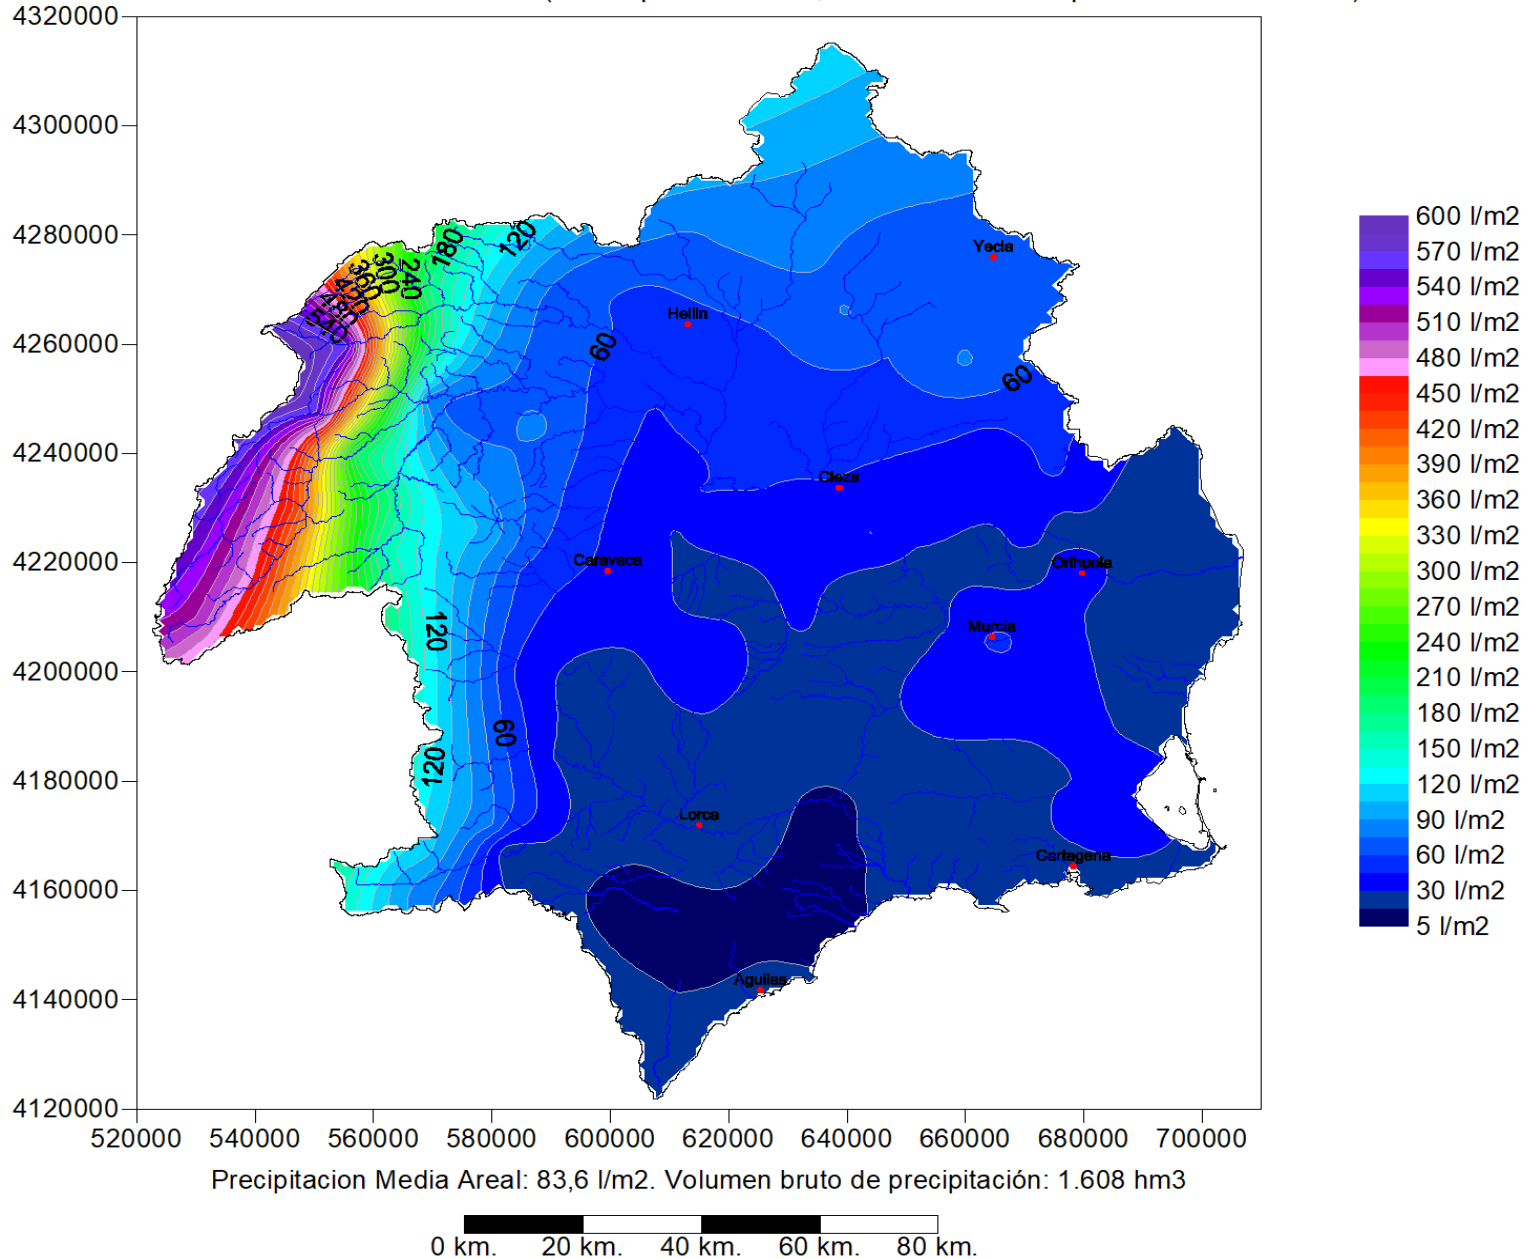 4320000
4300000
4280000
4260000
4240000
4220000
4200000
4180000
4160000
4140000
4120000
520000 540000 560000 580000 600000 620000 640000 660000 680000 700000
180
120
240
300
360
420
480
540
60
60
120
60
120
Yecla
Hellin
Cieza
Caravaca
Orihuela
Murcia
Lorca
Cartagena
Aguilas
600 l/m2
570 l/m2
540 l/m2
510 l/m2
480 l/m2
450 l/m2
420 l/m2
390 l/m2
360 l/m2
330 l/m2
300 l/m2
270 l/m2
240 l/m2
210 l/m2
180 l/m2
150 l/m2
120 l/m2
90 l/m2
60 l/m2
30 l/m2
5 l/m2
Precipitacion Media Areal: 83,6 l/m2. Volumen bruto de precipitación: 1.608 hm3
0 km. 20 km. 40 km. 60 km. 80 km.